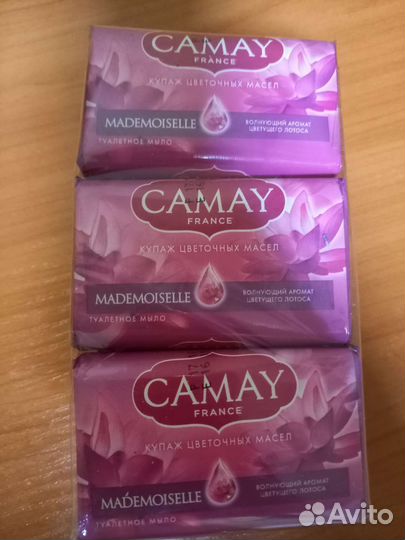 CAMAY
FRANCE
КУПАЖ ЦВЕТОЧНЫХ МАСЕЛ
MADEMOISELLE
ВОЛНУЮЩИЙ АРОМАТ
ЦВЕТУЩЕГО ЛОТОСА
ТУАЛЕТНОЕ МЫЛО
CAMAY
FRANCE
КУПАЖ ЦВЕТОЧНЫХ МАСЕЛ
MADEMOISELLE
ВОЛНУЮЩИЙ АРОМАТ
ЦВЕТУЩЕГО ЛОТОСА
ТУАЛЕТНОЕ МЫЛО
CAMAY
FRANCE
КУПАЖ ЦВЕТОЧНЫХ МАСЕЛ
MADEMOISELLE
ВОЛНУЮЩИЙ АРОМАТ
ЦВЕТУЩЕГО ЛОТОСА
ТУАЛЕТНОЕ МЫЛО
Avito